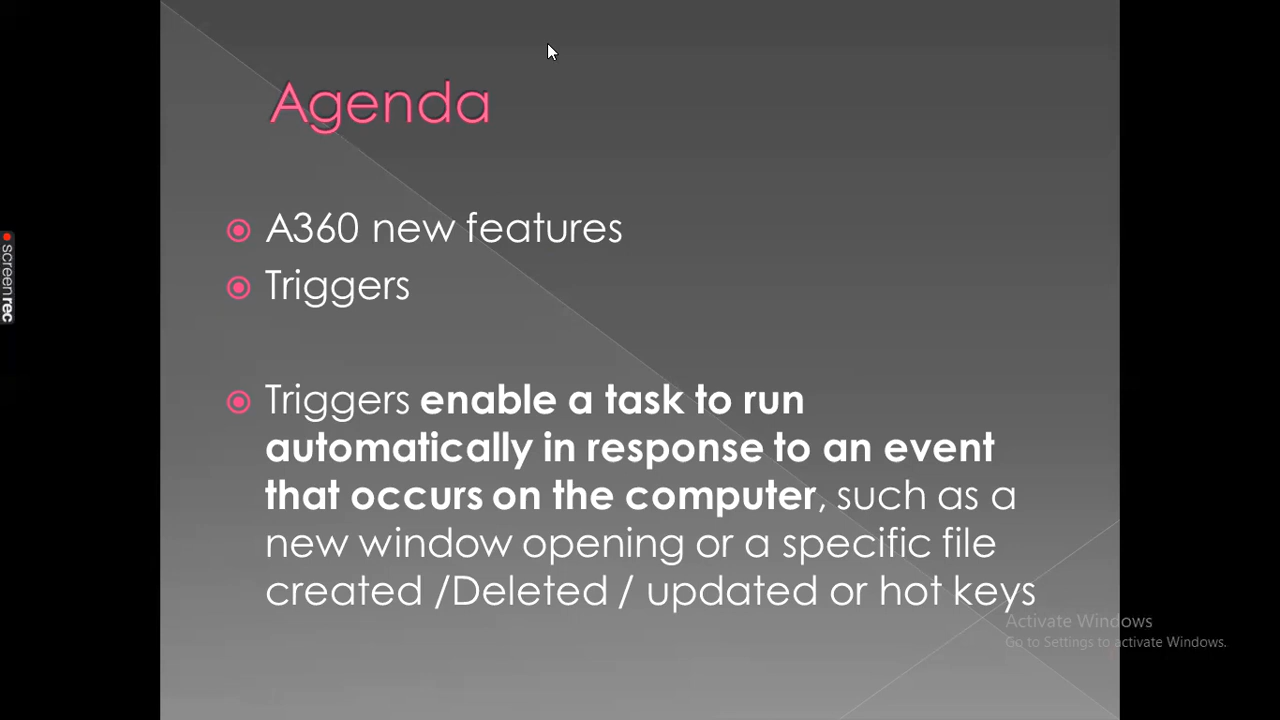 Agenda
A360 new features
Triggers
Triggers enable a task to run
automatically in response to an event
that occurs on the computer, such as a
new window opening or a specific file
created /Deleted / updated or hot keys
Activate Windows
Go to Settings to activate Windows.
screenrec